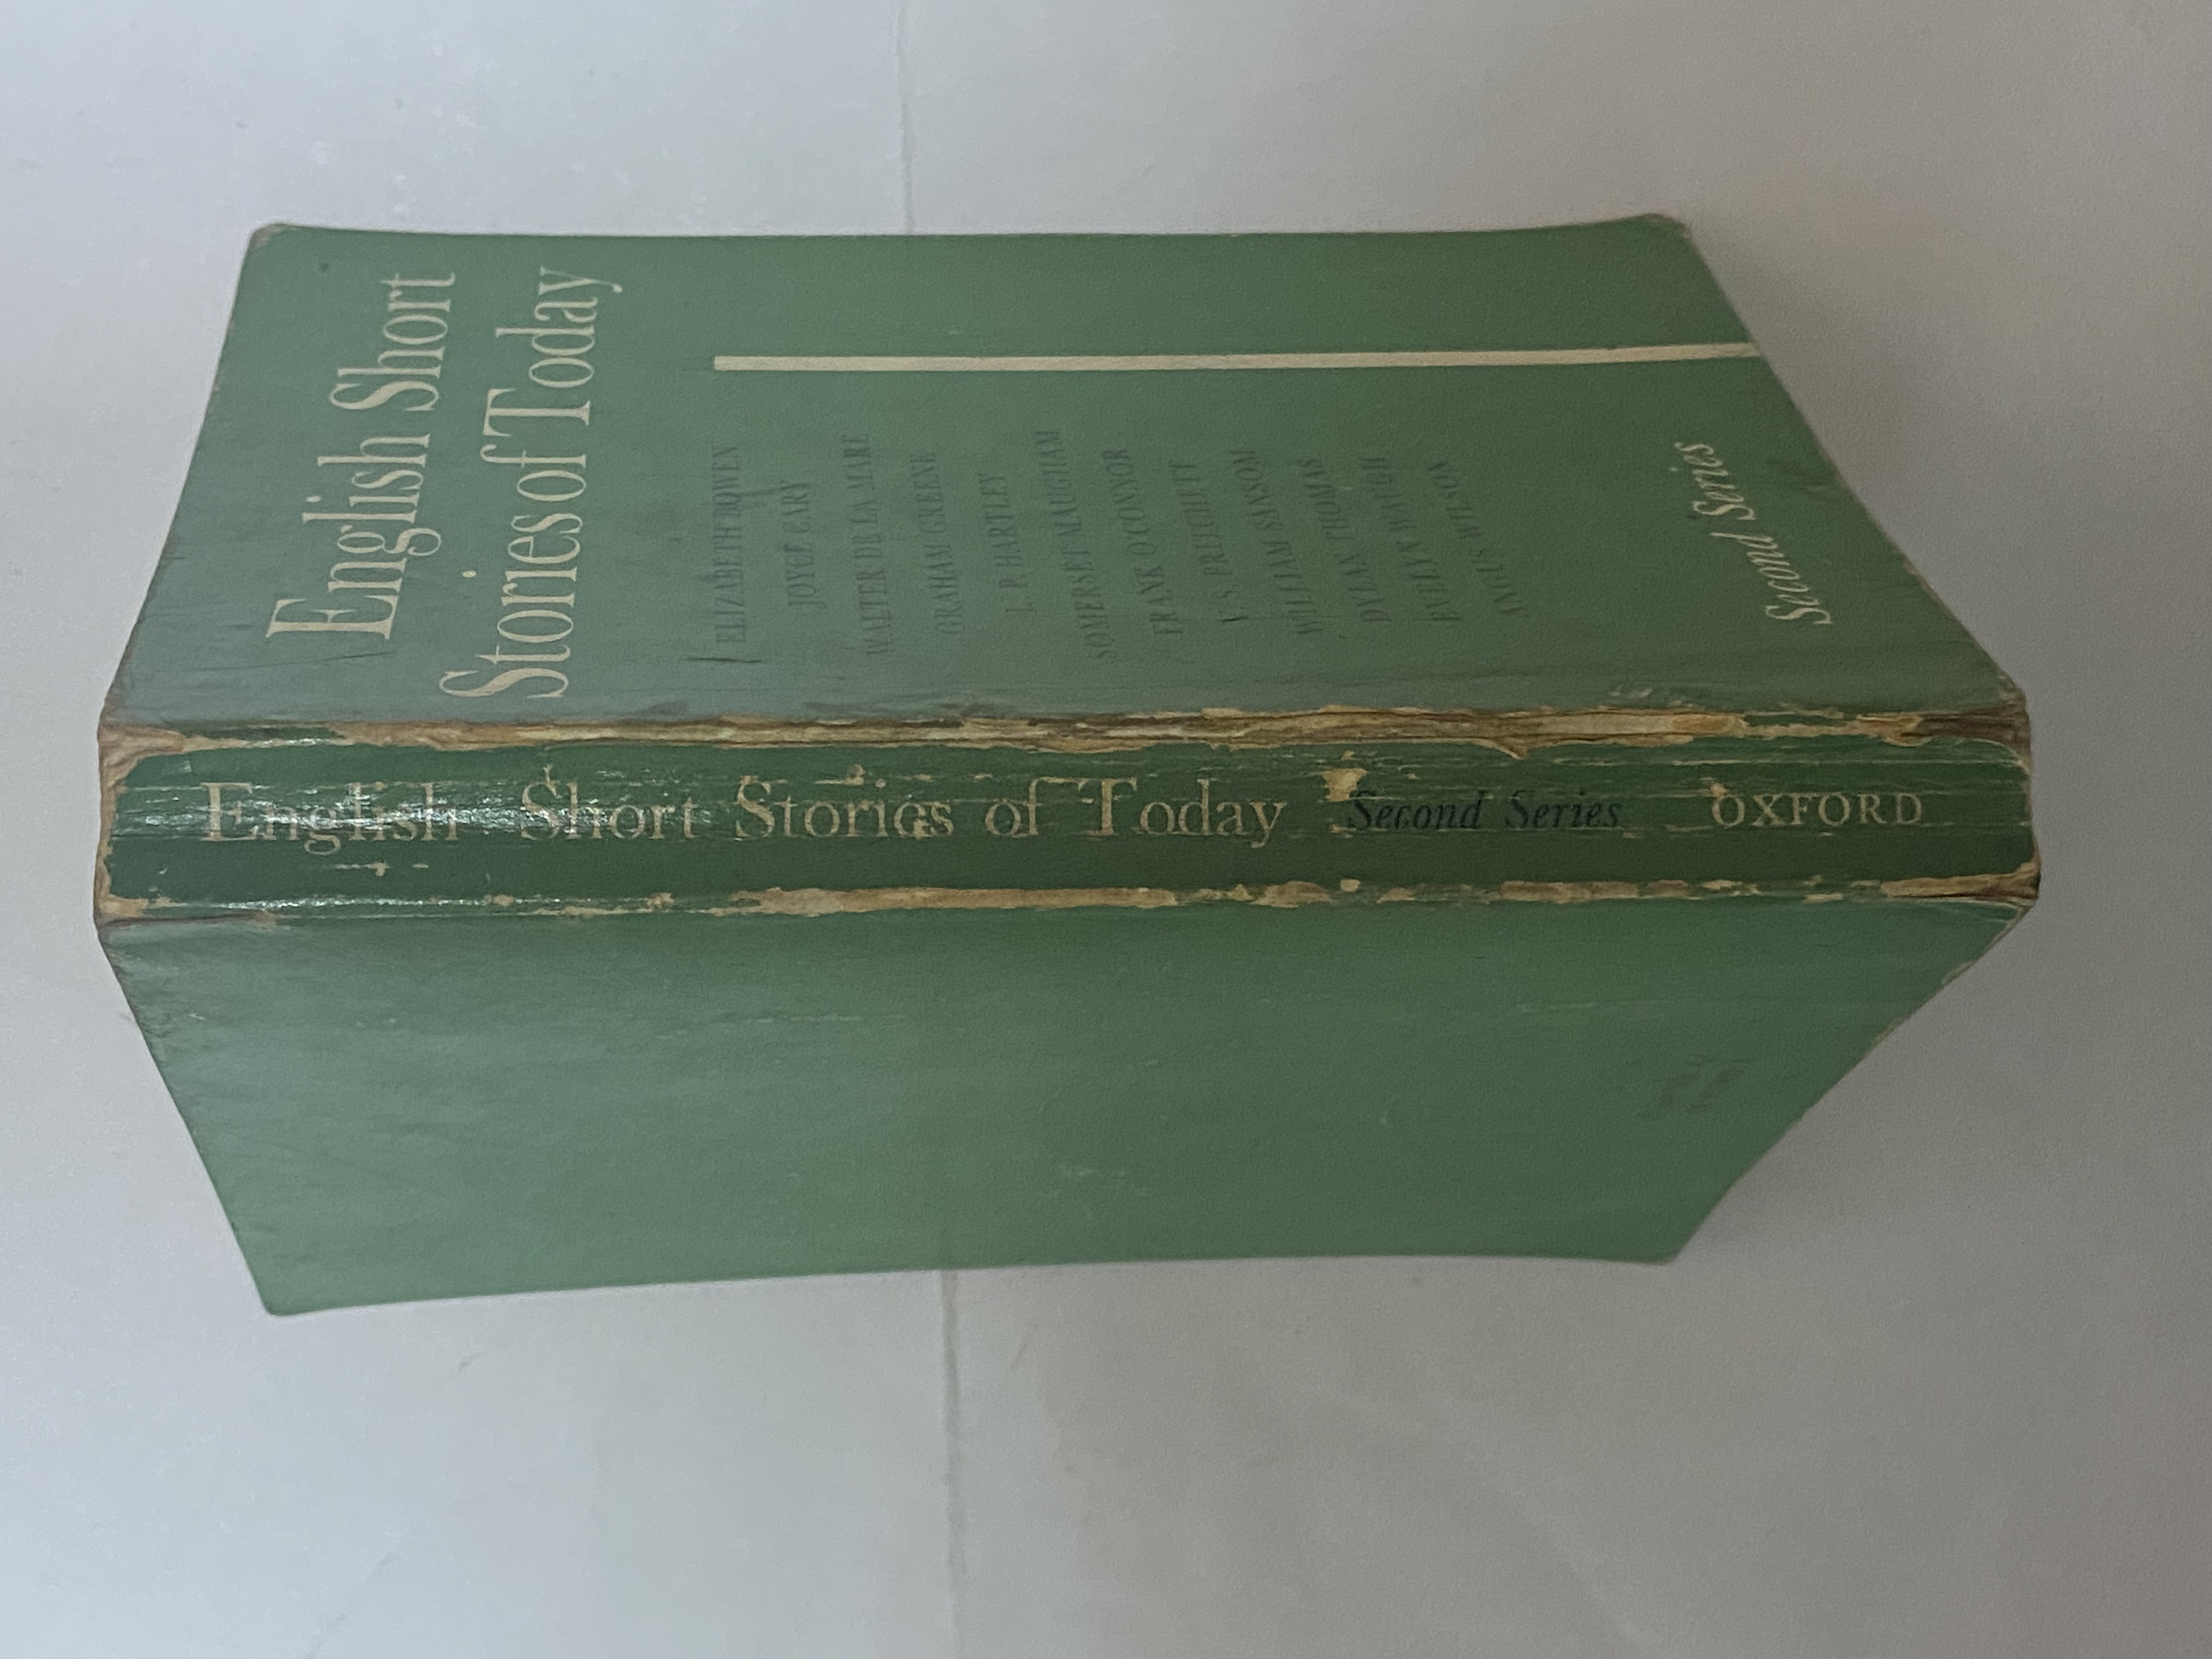 English Short Stories of Today Second Series OXFORD
English Short
Stories of Today
ELIZABETH BOWEN
JOYCE CARY
WALTER DE LA MARE
GRAHAM GREENE
L. P. HARTLEY
SOMERSET MAUGHAM
FRANK O'CONNOR
V. S. PRITCHETT
WILLIAM SANSOM
DYLAN THOMAS
EVELYN WAUGH
ANGUS WILSON
Second Series